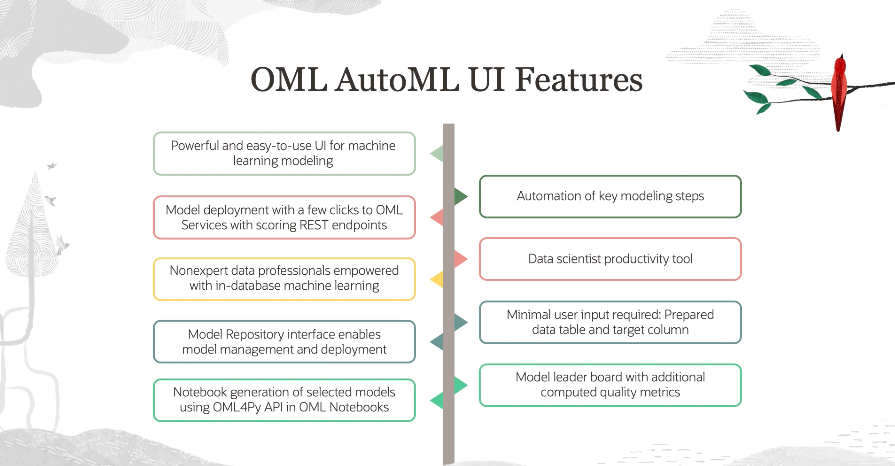 OML AutoML UI Features
Powerful and easy-to-use UI for machine
learning modeling
Automation of key modeling steps
Model deployment with a few clicks to OML
Services with scoring REST endpoints
Data scientist productivity tool
Nonexpert data professionals empowered
with in-database machine learning
Minimal user input required: Prepared
data table and target column
Model Repository interface enables
model management and deployment
Model leader board with additional
computed quality metrics
Notebook generation of selected models
using OML4Py API in OML Notebooks